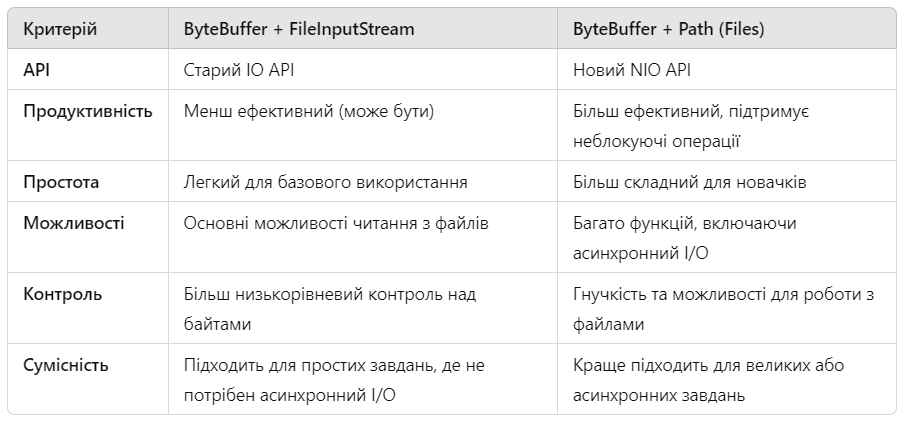 Критерій ByteBuffer + FileInputStream ByteBuffer + Path (Files)
API Старий IO API Новий NIO API
Продуктивність Менш ефективний (може бути) Більш ефективний, підтримує
неблокуючі операції
Простота Легкий для базового використання Більш складний для новачків
Можливості Основні можливості читання з файлів Багато функцій, включаючи
асинхронний I/O
Контроль Більш низькорівневий контроль над Гнучкість та можливості для роботи з
байтами файлами
Сумісність Підходить для простих завдань, де не Краще підходить для великих або
потрібен асинхронний I/O асинхронних завдань